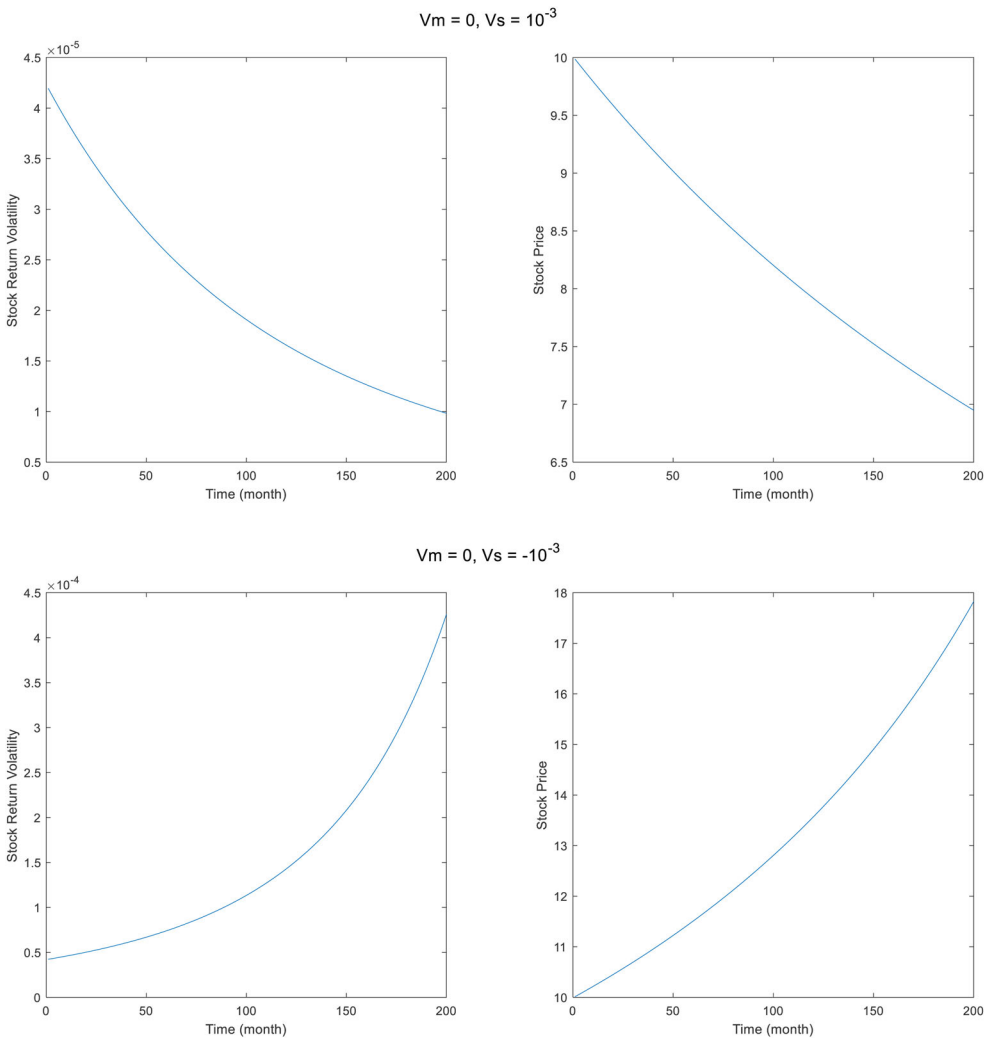 Vm = 0, Vs = 10^-3
×10^-5
4.5
4
3.5
3
2.5
2
1.5
1
0.5
Stock Return Volatility
0 50 100 150 200
Time (month)
10
9.5
9
8.5
8
7.5
7
6.5
Stock Price
0 50 100 150 200
Time (month)
Vm = 0, Vs = -10^-3
×10^-4
4.5
4
3.5
3
2.5
2
1.5
1
0.5
0
Stock Return Volatility
0 50 100 150 200
Time (month)
18
17
16
15
14
13
12
11
10
Stock Price
0 50 100 150 200
Time (month)